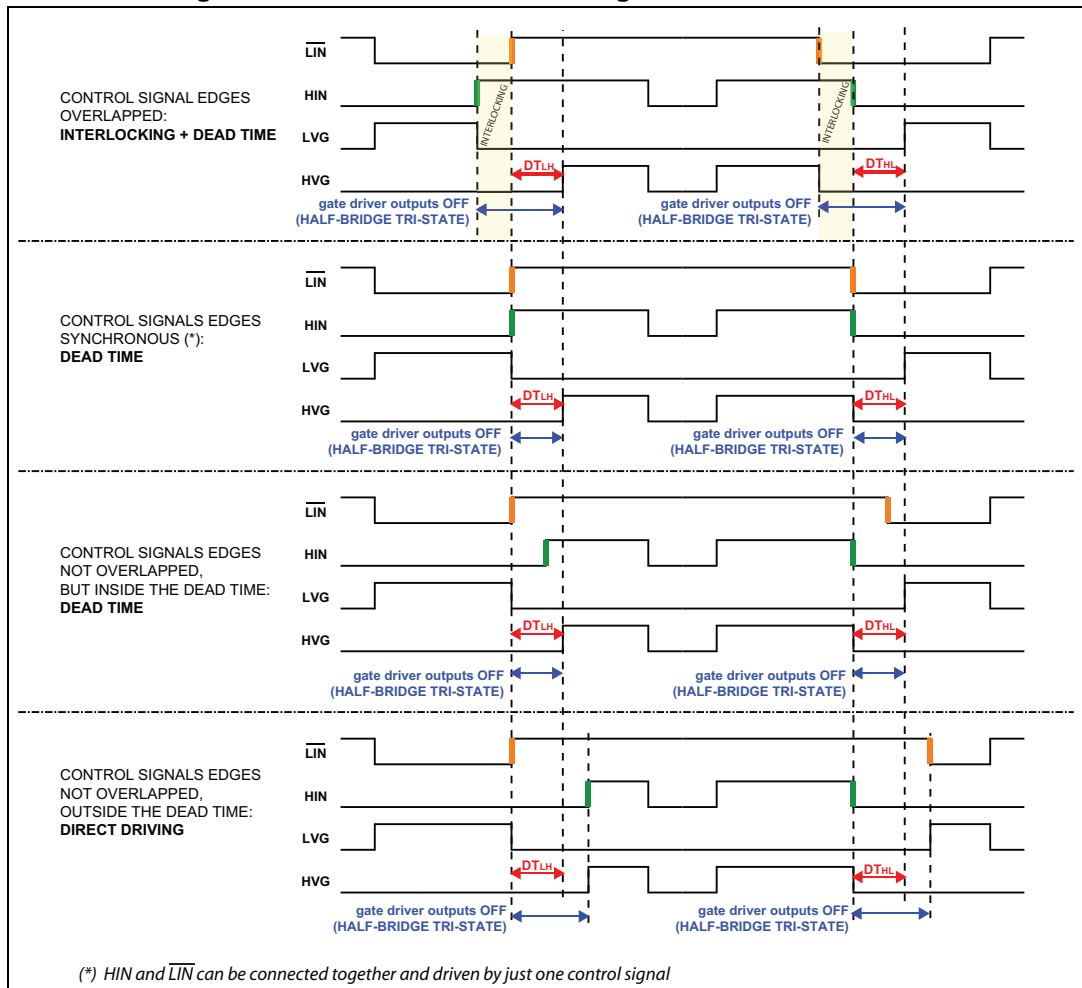 LIN
HIN
LVG
HVG
CONTROL SIGNAL EDGES
OVERLAPPED:
INTERLOCKING + DEAD TIME
INTERLOCKING
INTERLOCKING
DTLH
DTHL
gate driver outputs OFF
(HALF-BRIDGE TRI-STATE)
gate driver outputs OFF
(HALF-BRIDGE TRI-STATE)
LIN
HIN
LVG
HVG
CONTROL SIGNALS EDGES
SYNCHRONOUS (*):
DEAD TIME
DTLH
DTHL
gate driver outputs OFF
(HALF-BRIDGE TRI-STATE)
gate driver outputs OFF
(HALF-BRIDGE TRI-STATE)
LIN
HIN
LVG
HVG
CONTROL SIGNALS EDGES
NOT OVERLAPPED,
BUT INSIDE THE DEAD TIME:
DEAD TIME
DTLH
DTHL
gate driver outputs OFF
(HALF-BRIDGE TRI-STATE)
gate driver outputs OFF
(HALF-BRIDGE TRI-STATE)
LIN
HIN
LVG
HVG
CONTROL SIGNALS EDGES
NOT OVERLAPPED,
OUTSIDE THE DEAD TIME:
DIRECT DRIVING
DTLH
DTHL
gate driver outputs OFF
(HALF-BRIDGE TRI-STATE)
gate driver outputs OFF
(HALF-BRIDGE TRI-STATE)
(*) HIN and LIN can be connected together and driven by just one control signal